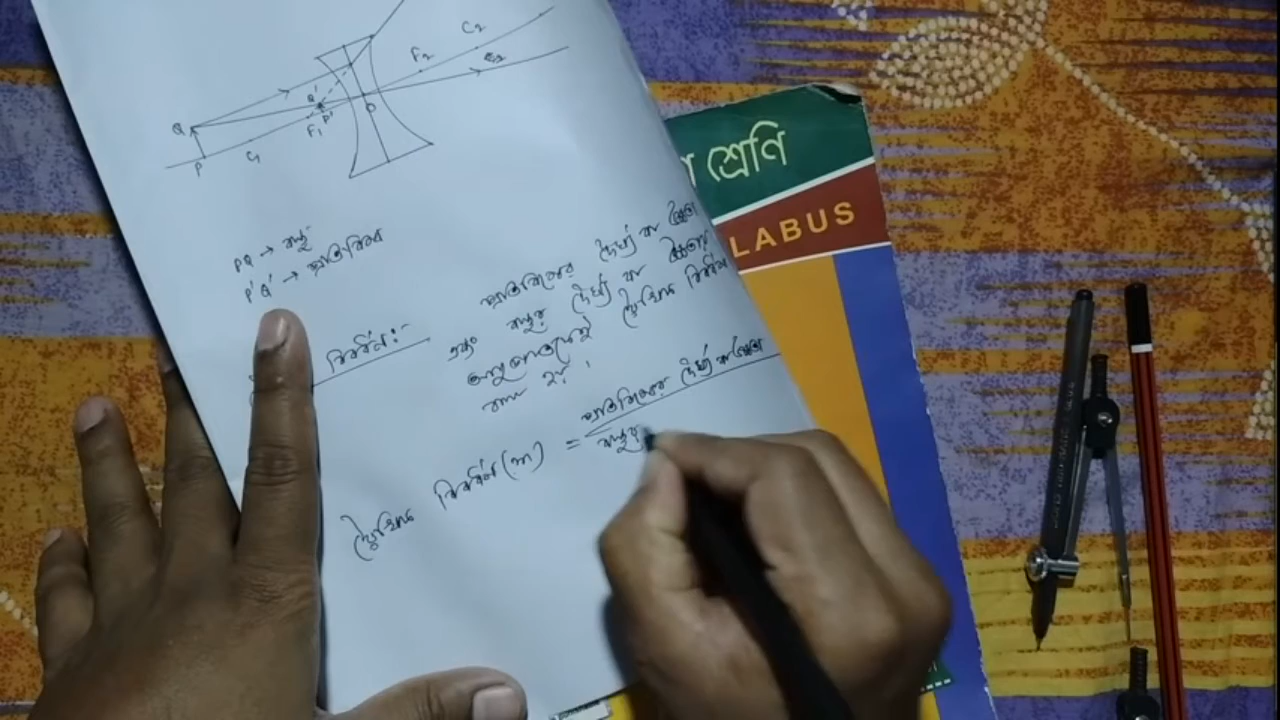 C2
F2
Q
Q'
O
P'
F1
P
C1
PQ → বস্তু
P'Q' → প্রতিবিম্ব
বিবর্ধন :-
প্রতিবিম্বের দৈর্ঘ্য বা উচ্চতা
এবং বস্তুর দৈর্ঘ্য বা উচ্চতার
অনুপাতকেই রৈখিক বিবর্ধন
বলা হয় ।
রৈখিক বিবর্ধন (m) = প্রতিবিম্বের দৈর্ঘ্য বা উচ্চতা
বস্তুর
শ্রেণি
LABUS